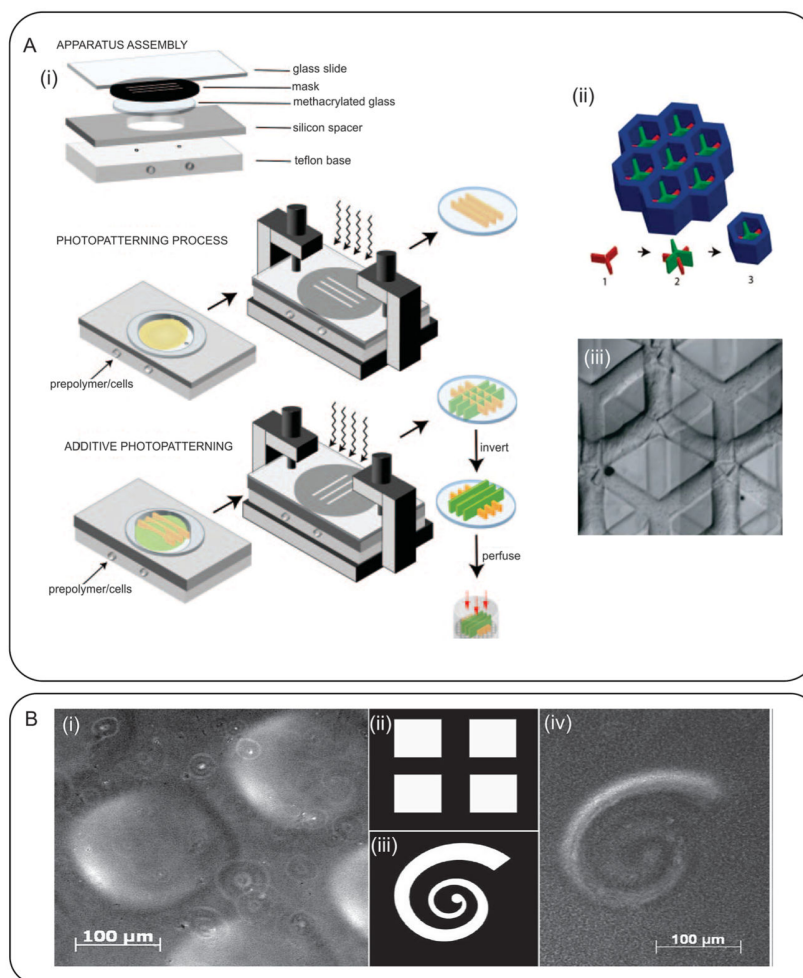 A
APPARATUS ASSEMBLY
(i)
glass slide
mask
methacrylated glass
silicon spacer
teflon base
PHOTOPATTERNING PROCESS
prepolymer/cells
ADDITIVE PHOTOPATTERNING
invert
perfuse
prepolymer/cells
(ii)
1
2
3
(iii)
B
(i)
100 µm
(ii)
(iii)
(iv)
100 µm